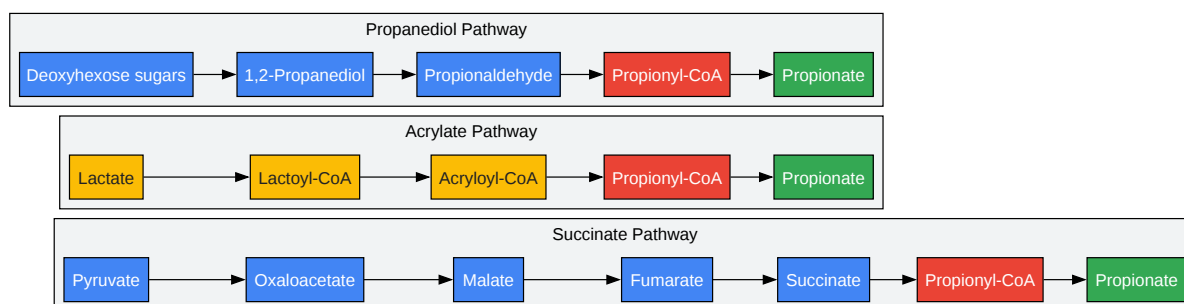 Propanediol Pathway
Deoxyhexose sugars
1,2-Propanediol
Propionaldehyde
Propionyl-CoA
Propionate
Acrylate Pathway
Lactate
Lactoyl-CoA
Acryloyl-CoA
Propionyl-CoA
Propionate
Succinate Pathway
Pyruvate
Oxaloacetate
Malate
Fumarate
Succinate
Propionyl-CoA
Propionate